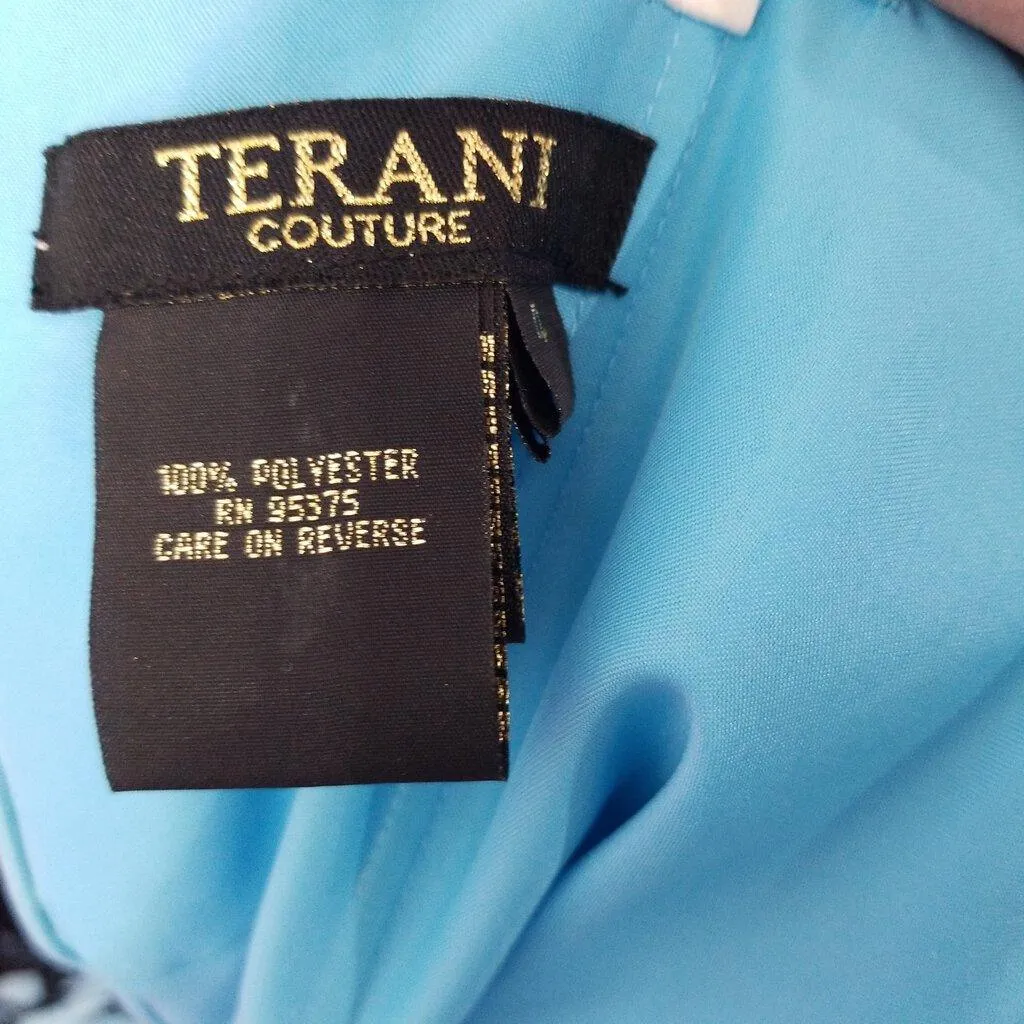 TERANI
COUTURE
100% POLYESTER
RN 95375
CARE ON REVERSE